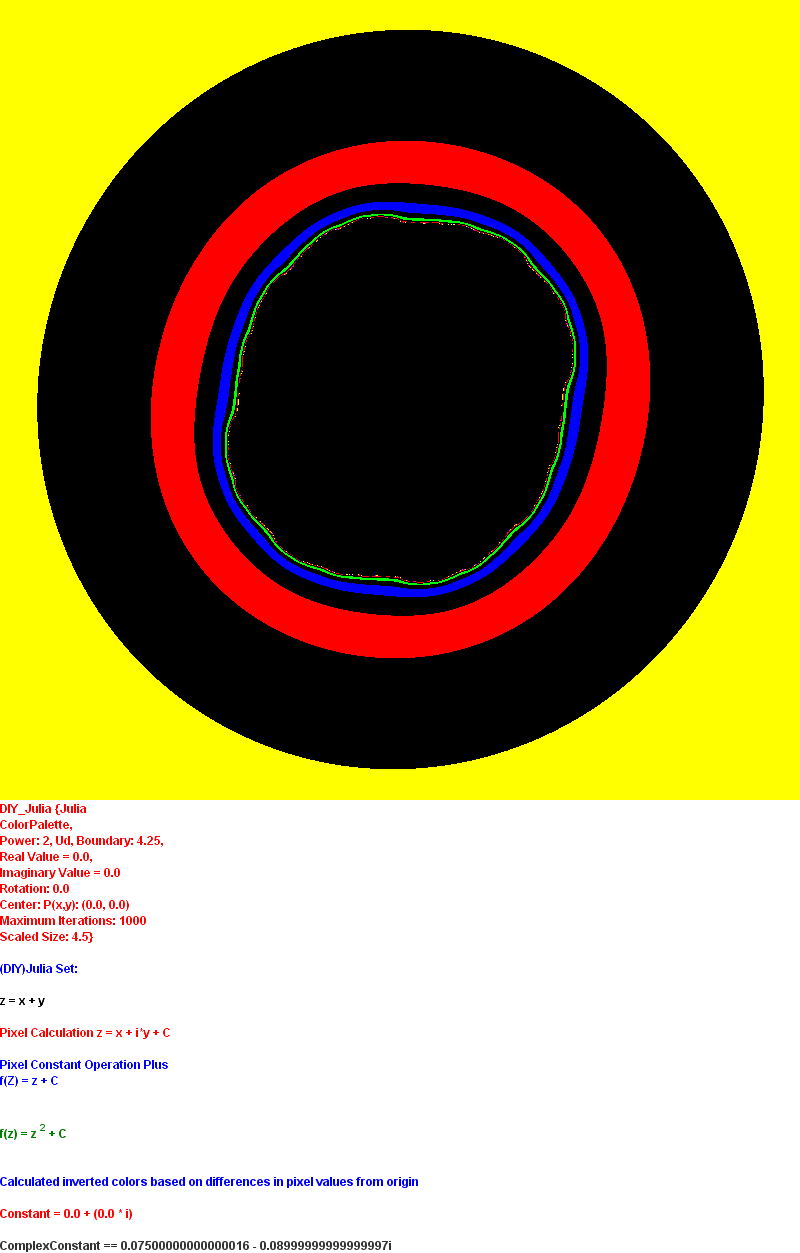 DIY_Julia {Julia
ColorPalette,
Power: 2, Ud, Boundary: 4.25,
Real Value = 0.0,
Imaginary Value = 0.0
Rotation: 0.0
Center: P(x,y): (0.0, 0.0)
Maximum Iterations: 1000
Scaled Size: 4.5}
(DIY)Julia Set:
z = x + y
Pixel Calculation z = x + i*y + C
Pixel Constant Operation Plus
f(Z) = z + C
f(z) = z ² + C
Calculated inverted colors based on differences in pixel values from origin
Constant = 0.0 + (0.0 * i)
ComplexConstant == 0.07500000000000016 - 0.08999999999999997i